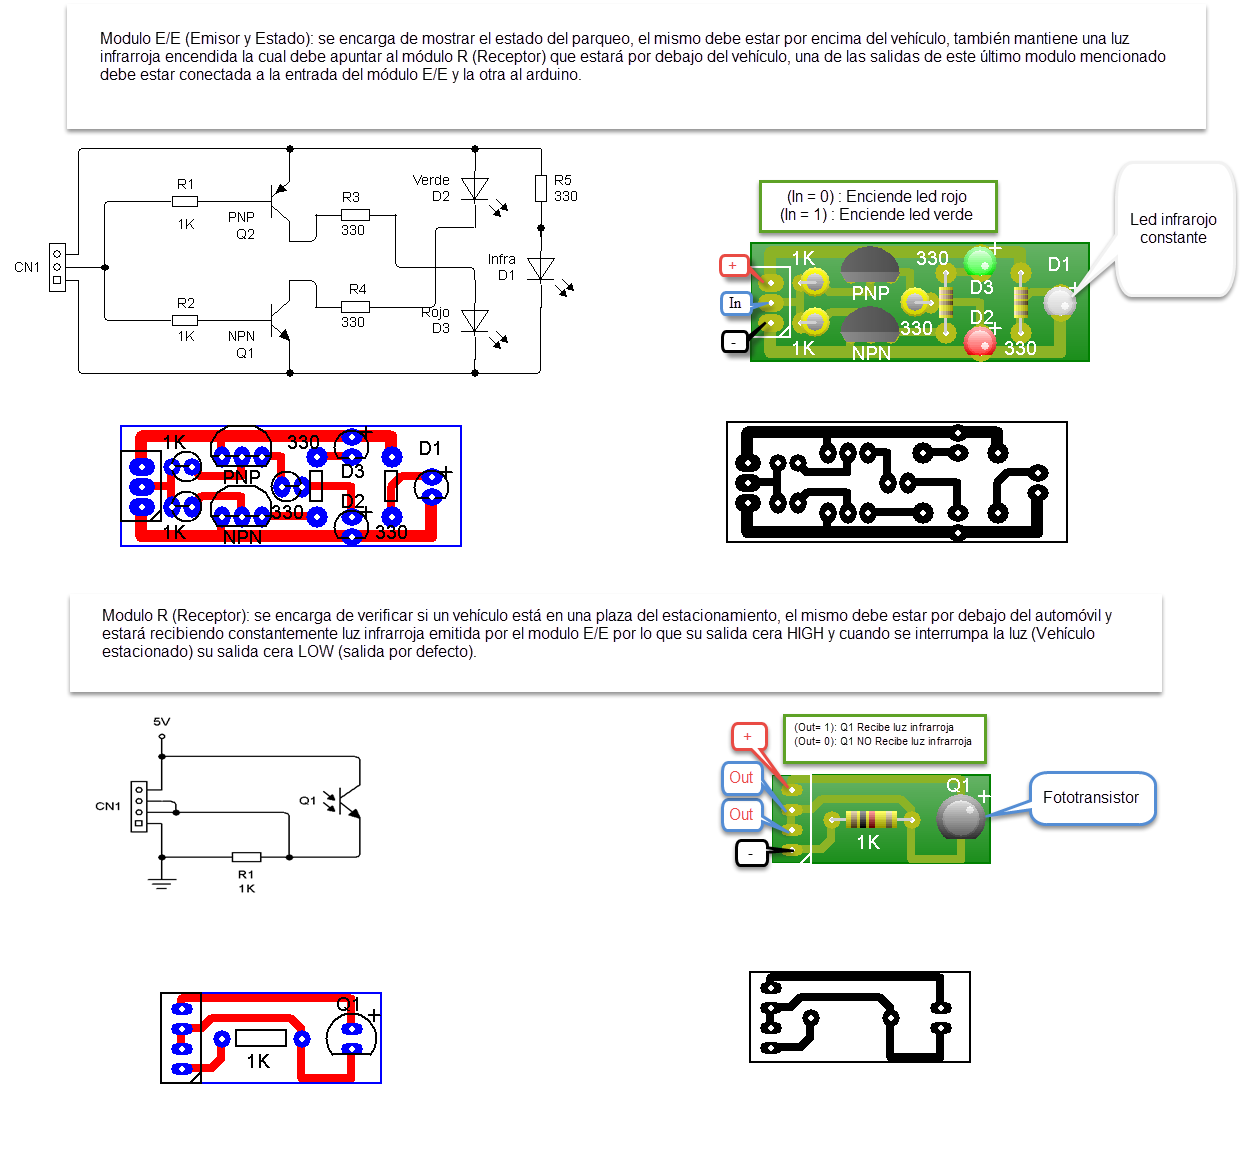 Modulo E/E (Emisor y Estado): se encarga de mostrar el estado del parqueo, el mismo debe estar por encima del vehículo, también mantiene una luz
infrarroja encendida la cual debe apuntar al módulo R (Receptor) que estará por debajo del vehículo, una de las salidas de este último modulo mencionado
debe estar conectada a la entrada del módulo E/E y la otra al arduino.
CN1
R1
1K
R2
1K
PNP
Q2
NPN
Q1
R3
330
R4
330
Verde
D2
Rojo
D3
Infra
D1
R5
330
(In = 0) : Enciende led rojo
(In = 1) : Enciende led verde
Led infrarojo
constante
+
In
-
1K
PNP
330
+
D3
D1
+
330
D2
+
1K
NPN
330
1K
PNP
330
+
D3
D1
+
D2
+
330
1K
NPN
330
Modulo R (Receptor): se encarga de verificar si un vehículo está en una plaza del estacionamiento, el mismo debe estar por debajo del automóvil y
estará recibiendo constantemente luz infrarroja emitida por el modulo E/E por lo que su salida cera HIGH y cuando se interrumpa la luz (Vehículo
estacionado) su salida cera LOW (salida por defecto).
5V
CN1
Q1
R1
1K
(Out= 1): Q1 Recibe luz infrarroja
(Out= 0): Q1 NO Recibe luz infrarroja
+
Out
Out
-
Q1
+
1K
Fototransistor
Q1
+
1K